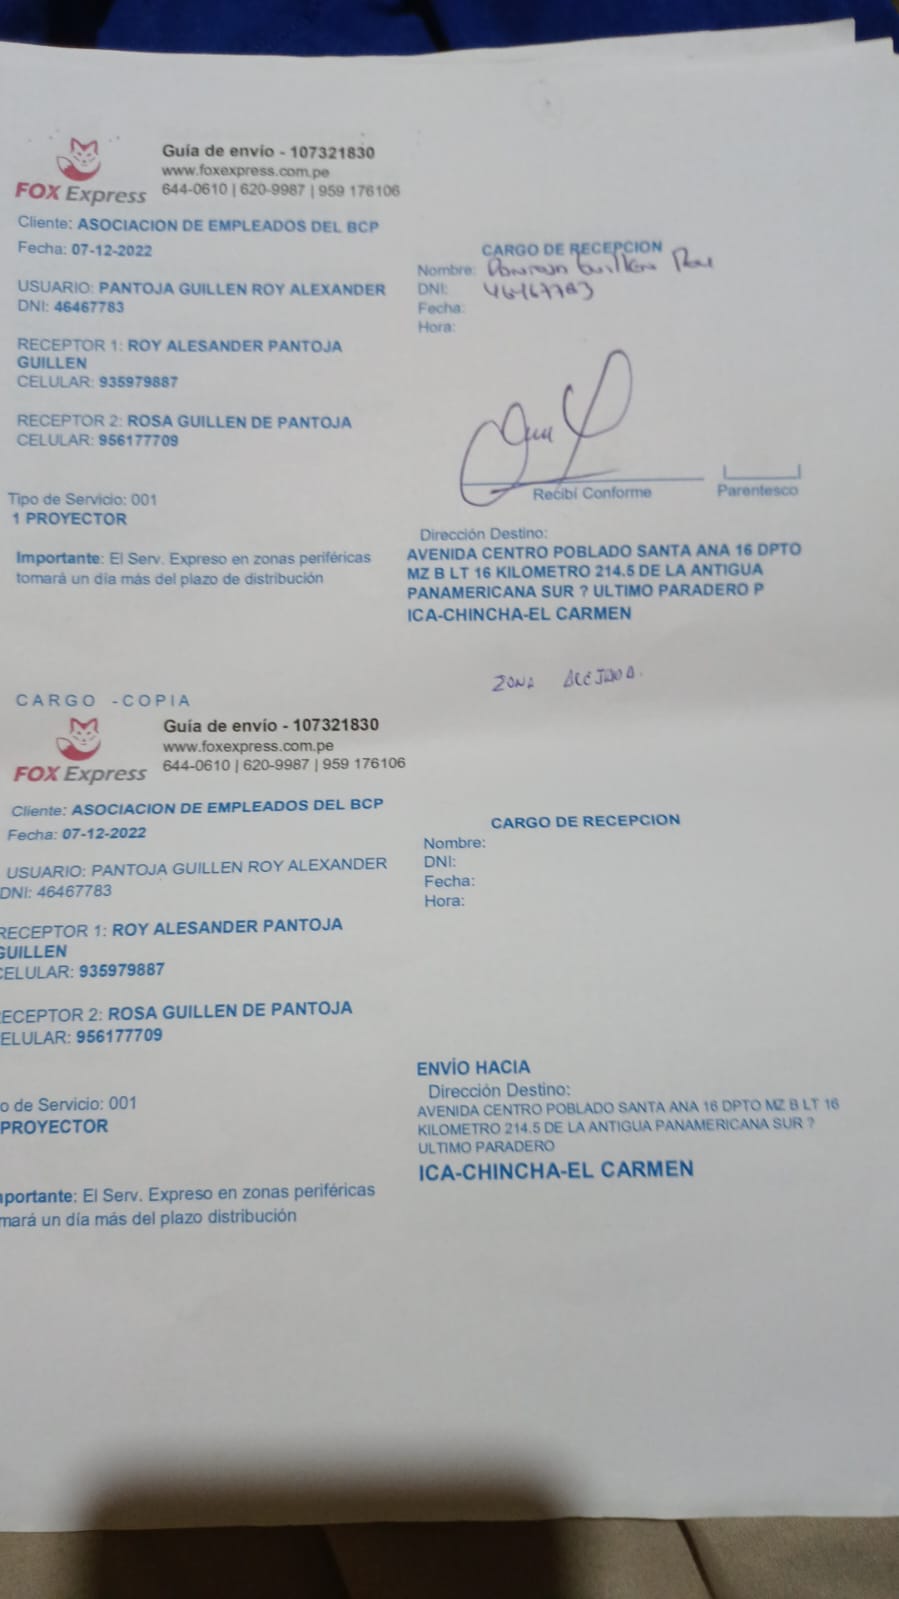 Guía de envío - 107321830
www.foxexpress.com.pe
FOX Express
644-0610 | 620-9987 | 959 176106
Cliente: ASOCIACION DE EMPLEADOS DEL BCP
Fecha: 07-12-2022
USUARIO: PANTOJA GUILLEN ROY ALEXANDER
DNI: 46467783
RECEPTOR 1: ROY ALESANDER PANTOJA
GUILLEN
CELULAR: 935979887
RECEPTOR 2: ROSA GUILLEN DE PANTOJA
CELULAR: 956177709
Tipo de Servicio: 001
1 PROYECTOR
Importante: El Serv. Expreso en zonas periféricas
tomará un día más del plazo de distribución
CARGO DE RECEPCION
Nombre: Pantoja Guillen Roy
DNI: 46467783
Fecha:
Hora:
Recibí Conforme
Parentesco
Dirección Destino:
AVENIDA CENTRO POBLADO SANTA ANA 16 DPTO
MZ B LT 16 KILOMETRO 214.5 DE LA ANTIGUA
PANAMERICANA SUR ? ULTIMO PARADERO P
ICA-CHINCHA-EL CARMEN
ZONA ALEJADA.
CARGO -COPIA
Guía de envío - 107321830
www.foxexpress.com.pe
FOX Express
644-0610 | 620-9987 | 959 176106
Cliente: ASOCIACION DE EMPLEADOS DEL BCP
Fecha: 07-12-2022
USUARIO: PANTOJA GUILLEN ROY ALEXANDER
DNI: 46467783
RECEPTOR 1: ROY ALESANDER PANTOJA
GUILLEN
CELULAR: 935979887
ECEPTOR 2: ROSA GUILLEN DE PANTOJA
ELULAR: 956177709
o de Servicio: 001
PROYECTOR
portante: El Serv. Expreso en zonas periféricas
mará un día más del plazo distribución
CARGO DE RECEPCION
Nombre:
DNI:
Fecha:
Hora:
ENVÍO HACIA
Dirección Destino:
AVENIDA CENTRO POBLADO SANTA ANA 16 DPTO MZ B LT 16
KILOMETRO 214.5 DE LA ANTIGUA PANAMERICANA SUR ?
ULTIMO PARADERO
ICA-CHINCHA-EL CARMEN